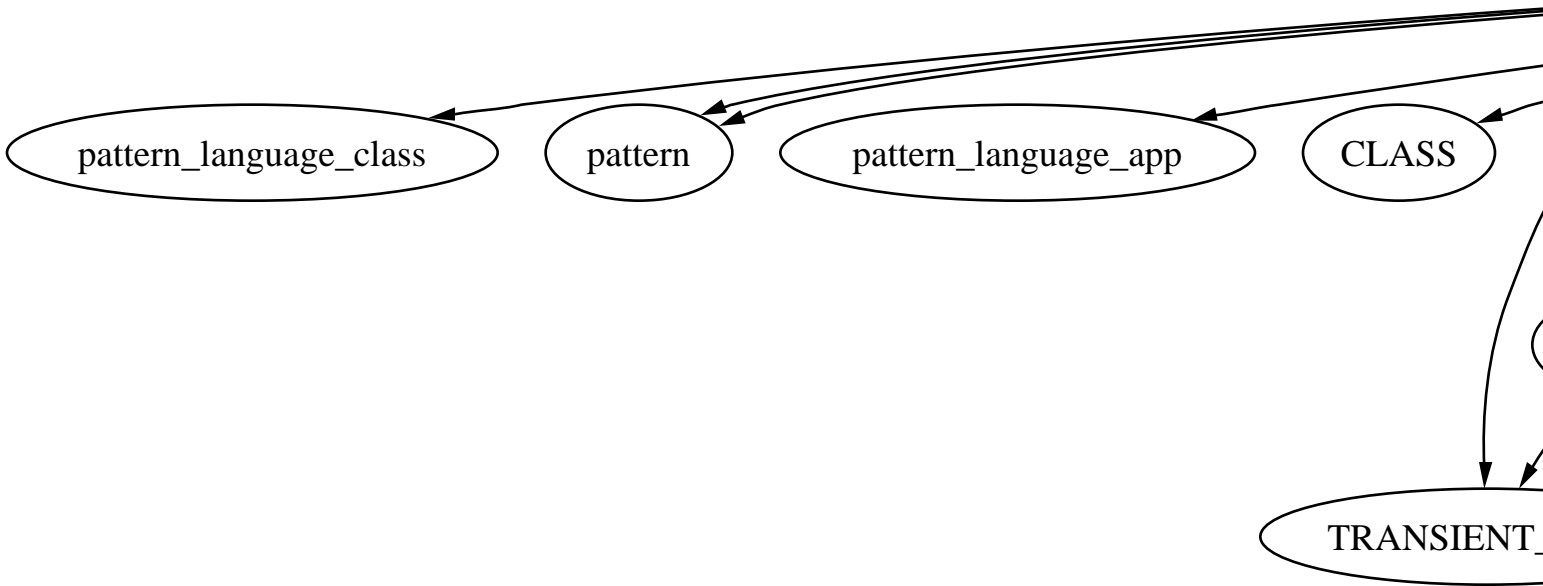 pattern_language_class
pattern
pattern_language_app
CLASS
TRANSIENT_